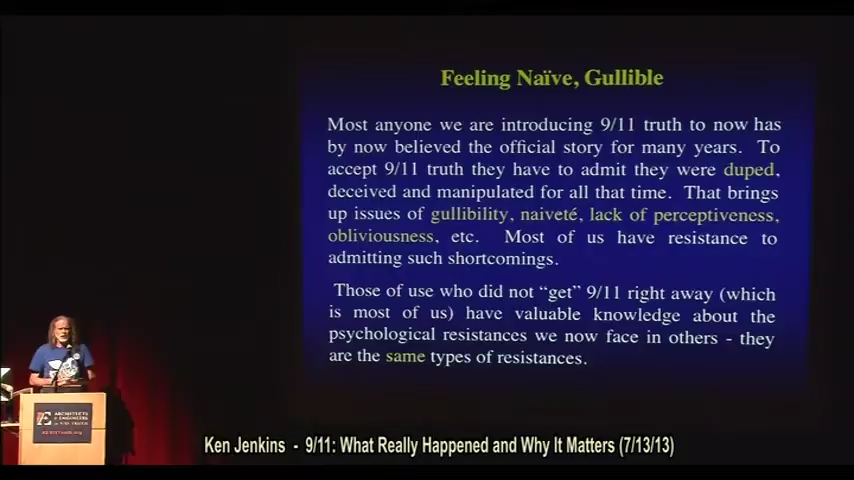 Feeling Naïve, Gullible
Most anyone we are introducing 9/11 truth to now has
by now believed the official story for many years. To
accept 9/11 truth they have to admit they were duped,
deceived and manipulated for all that time. That brings
up issues of gullibility, naiveté, lack of perceptiveness,
obliviousness, etc. Most of us have resistance to
admitting such shortcomings.
Those of use who did not “get” 9/11 right away (which
is most of us) have valuable knowledge about the
psychological resistances we now face in others - they
are the same types of resistances.
ARCHITECTS
& ENGINEERS
Ken Jenkins - 9/11: What Really Happened and Why It Matters (7/13/13)